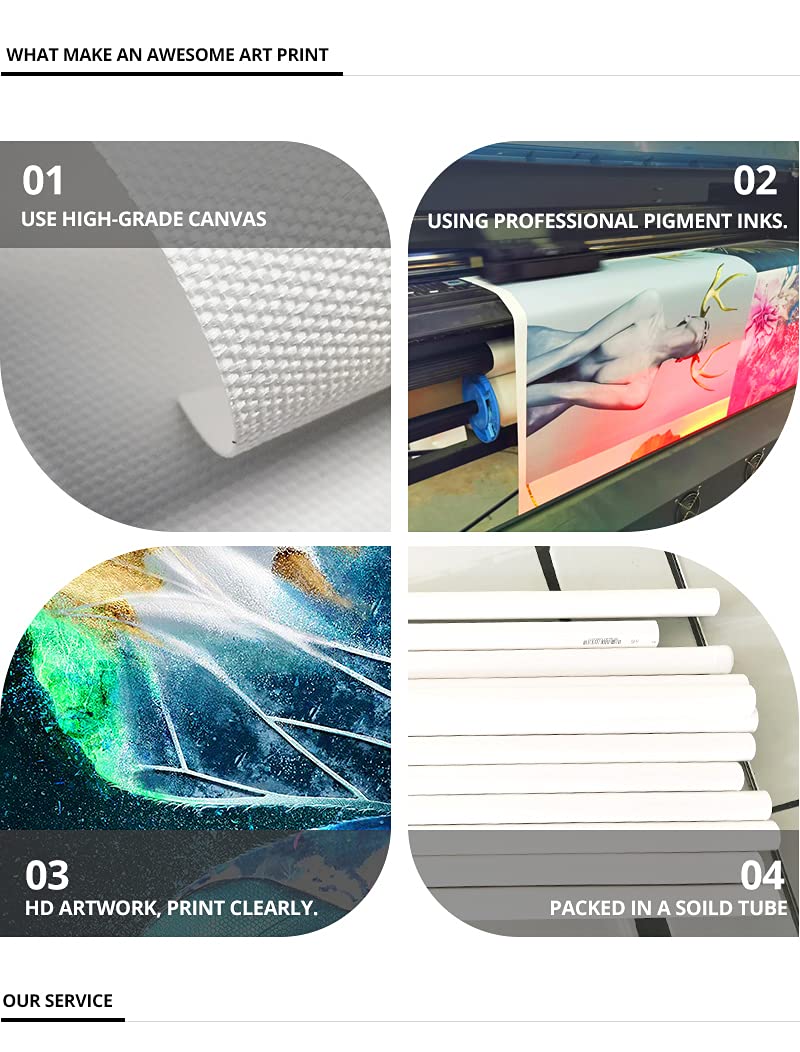 WHAT MAKE AN AWESOME ART PRINT
01
USE HIGH-GRADE CANVAS
02
USING PROFESSIONAL PIGMENT INKS.
03
HD ARTWORK, PRINT CLEARLY.
04
PACKED IN A SOILD TUBE
OUR SERVICE